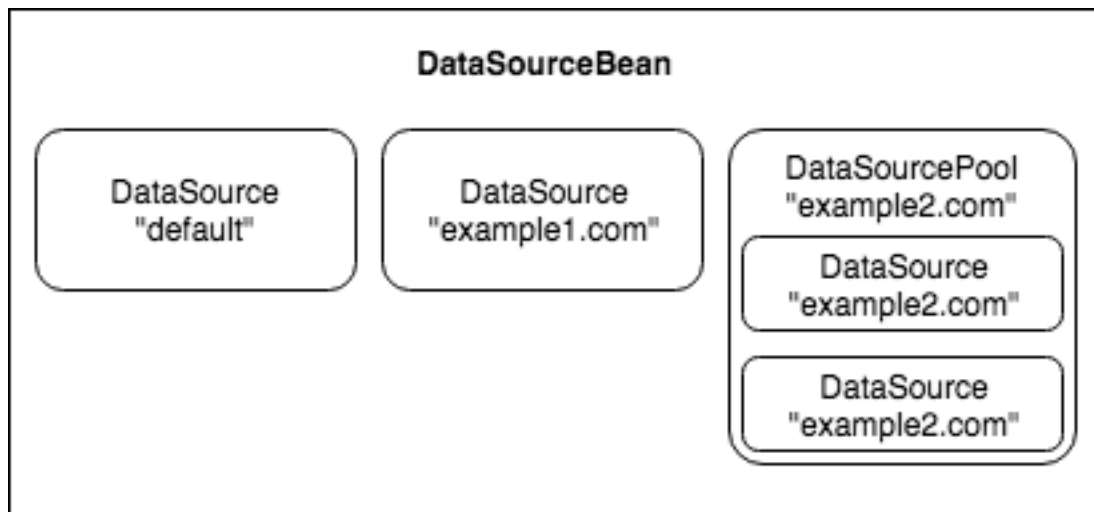 DataSourceBean
DataSource
"default"
DataSource
"example1.com"
DataSourcePool
"example2.com"
DataSource
"example2.com"
DataSource
"example2.com"